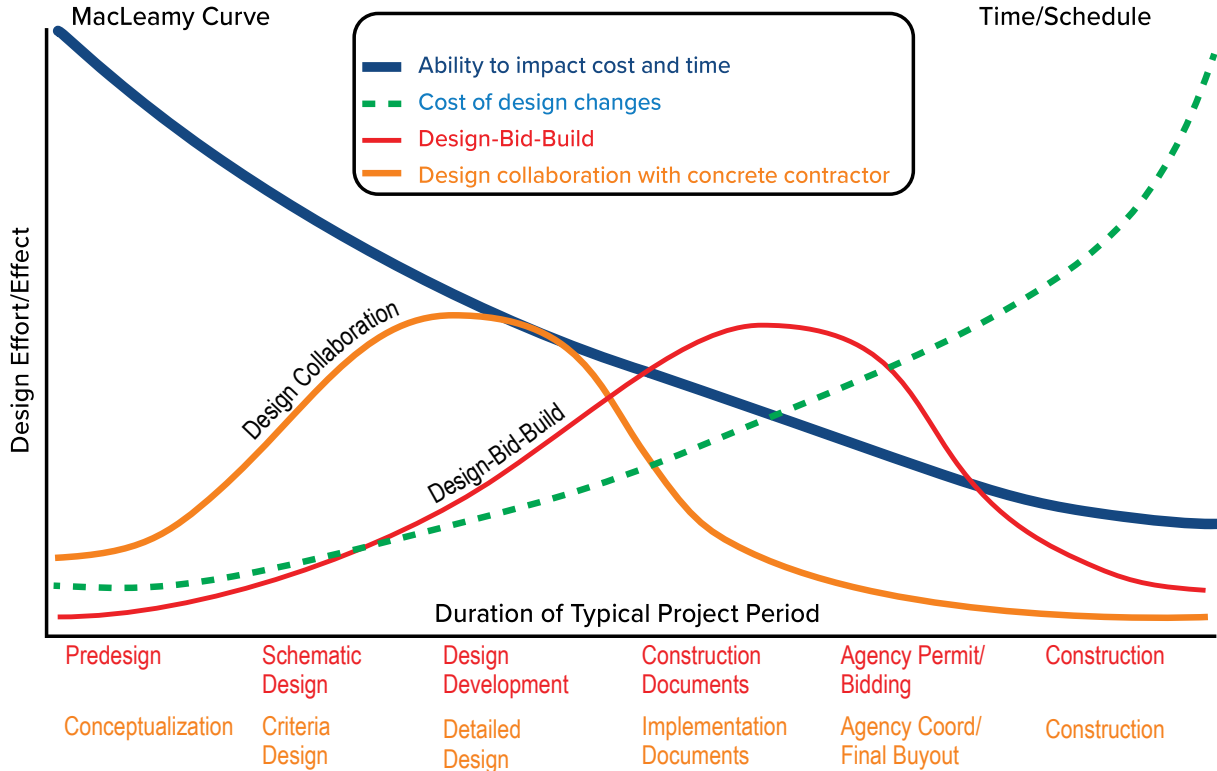 MacLeamy Curve
Time/Schedule
Ability to impact cost and time
Cost of design changes
Design-Bid-Build
Design collaboration with concrete contractor
Design Effort/Effect
Design Collaboration
Design-Bid-Build
Duration of Typical Project Period
Predesign
Schematic
Design
Design
Development
Construction
Documents
Agency Permit/
Bidding
Construction
Conceptualization
Criteria
Design
Detailed
Design
Implementation
Documents
Agency Coord/
Final Buyout
Construction